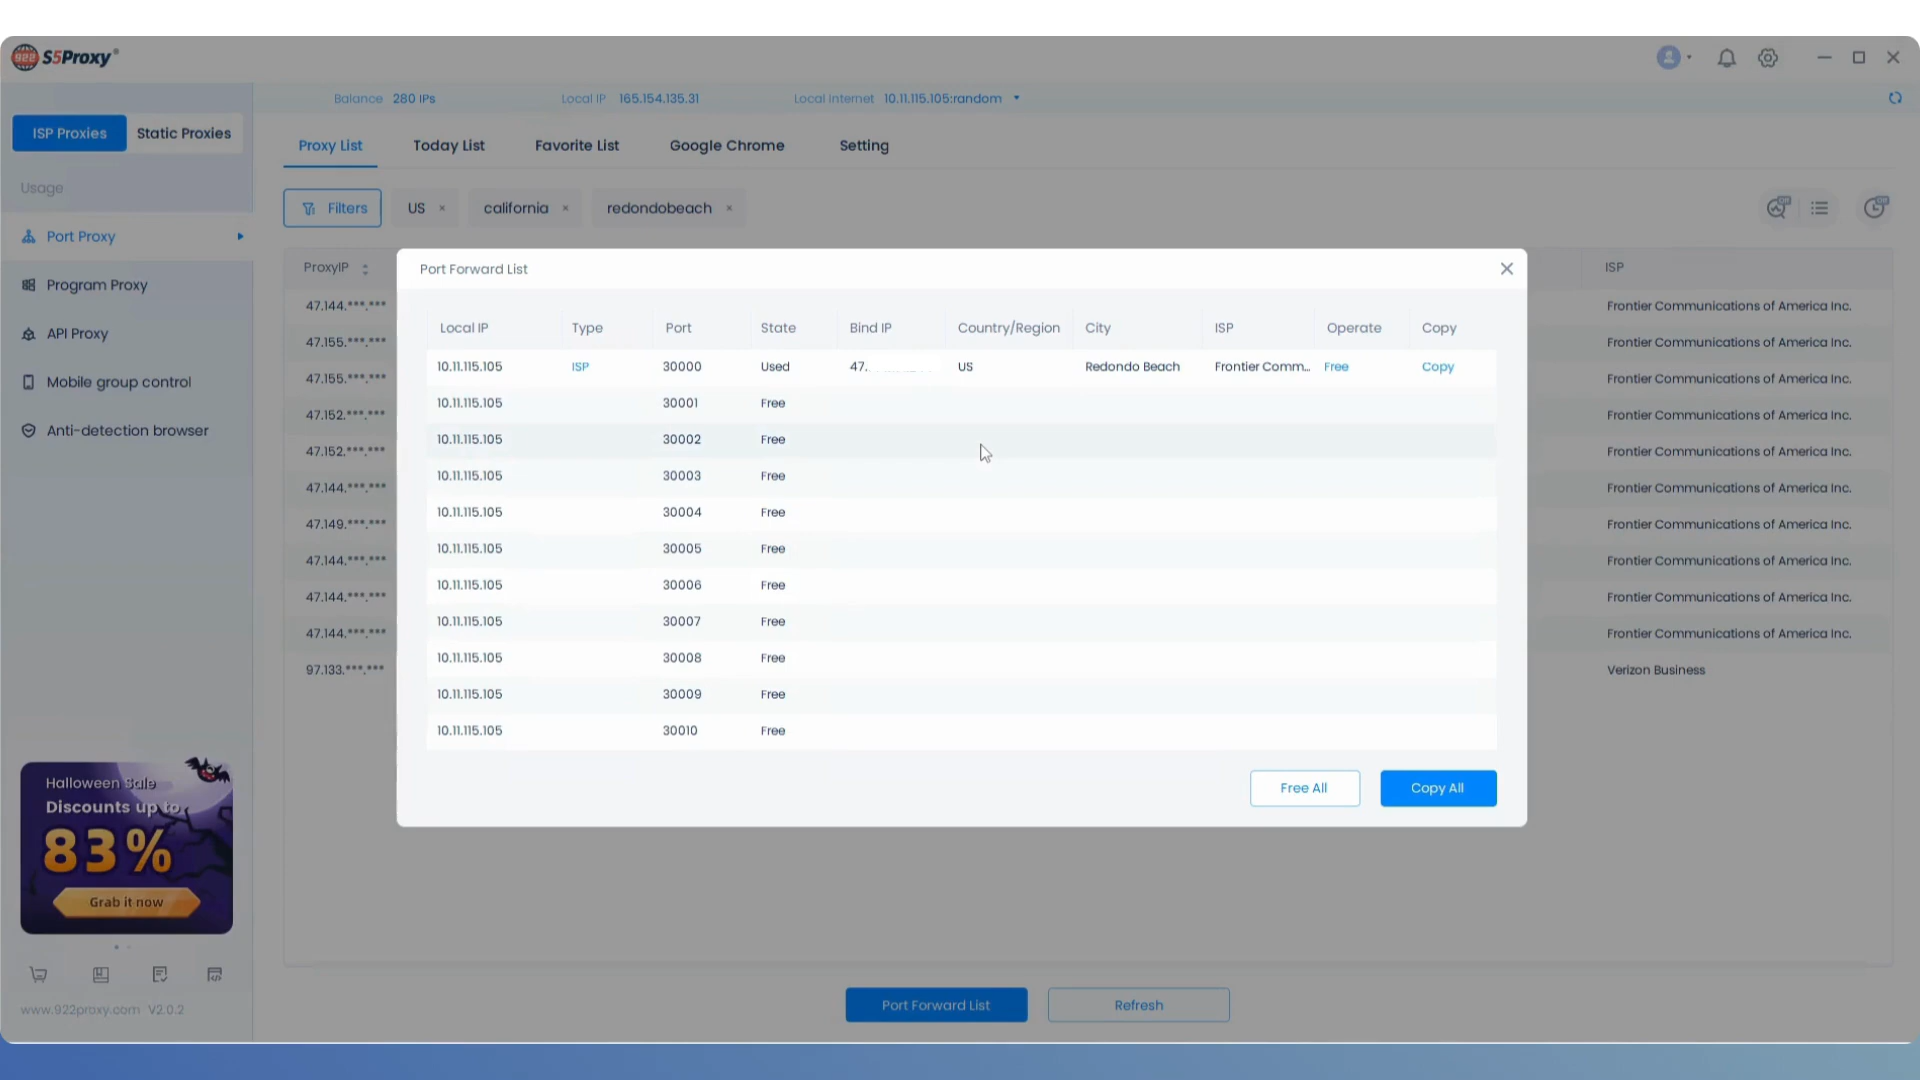 922 S5Proxy®
Balance 280 IPs Local IP 165.154.135.31 Local Internet 10.11.115.105:random
ISP Proxies Static Proxies
Proxy List Today List Favorite List Google Chrome Setting
Usage
Filters US × california × redondobeach ×
Port Proxy
Program Proxy
API Proxy
Mobile group control
Anti-detection browser
ProxyIP ISP
47.144.***.*** Frontier Communications of America Inc.
47.155.***.*** Frontier Communications of America Inc.
47.155.***.*** Frontier Communications of America Inc.
47.152.***.*** Frontier Communications of America Inc.
47.152.***.*** Frontier Communications of America Inc.
47.144.***.*** Frontier Communications of America Inc.
47.149.***.*** Frontier Communications of America Inc.
47.144.***.*** Frontier Communications of America Inc.
47.144.***.*** Frontier Communications of America Inc.
47.144.***.*** Frontier Communications of America Inc.
97.133.***.*** Verizon Business
Port Forward List
Local IP Type Port State Bind IP Country/Region City ISP Operate Copy
10.11.115.105 ISP 30000 Used 47. US Redondo Beach Frontier Comm... Free Copy
10.11.115.105 30001 Free
10.11.115.105 30002 Free
10.11.115.105 30003 Free
10.11.115.105 30004 Free
10.11.115.105 30005 Free
10.11.115.105 30006 Free
10.11.115.105 30007 Free
10.11.115.105 30008 Free
10.11.115.105 30009 Free
10.11.115.105 30010 Free
Free All Copy All
Halloween Sale
Discounts up to
83%
Grab it now
www.922proxy.com V2.0.2
Port Forward List Refresh